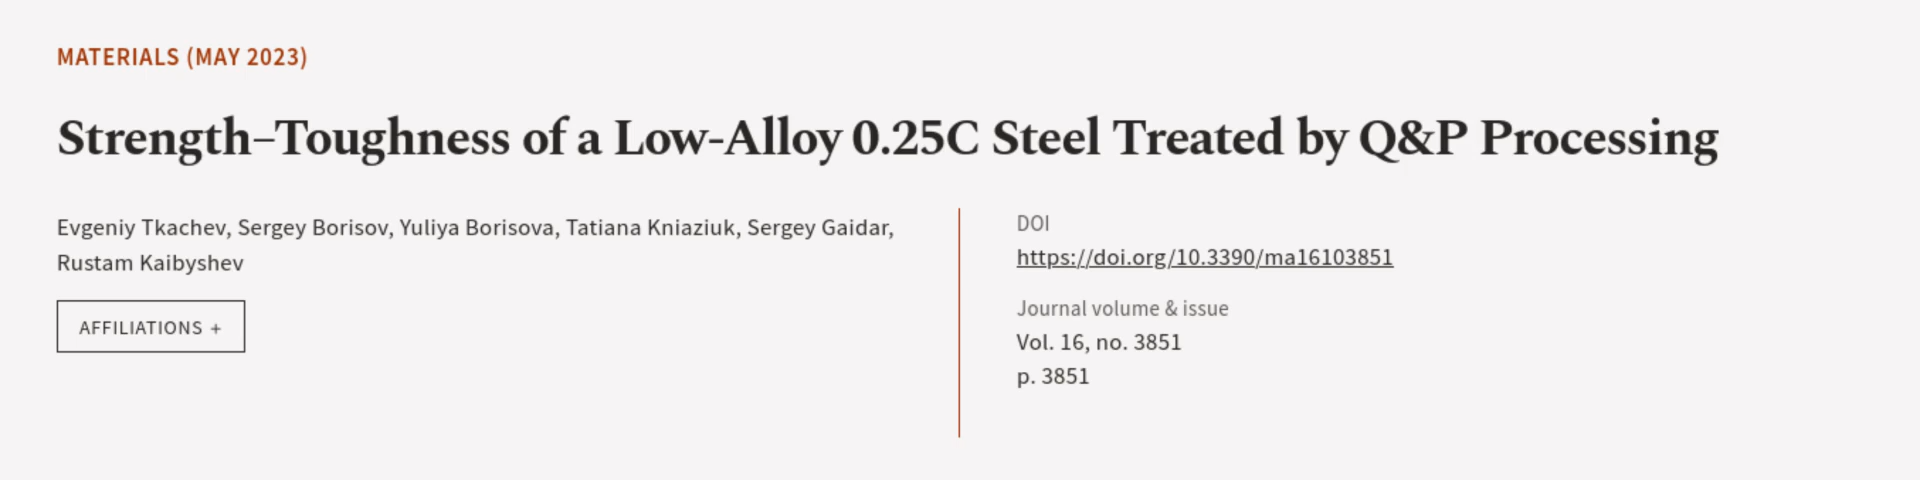 MATERIALS (MAY 2023)
Strength–Toughness of a Low-Alloy 0.25C Steel Treated by Q&P Processing
Evgeniy Tkachev, Sergey Borisov, Yuliya Borisova, Tatiana Kniaziuk, Sergey Gaidar,
Rustam Kaibyshev
AFFILIATIONS +
DOI
https://doi.org/10.3390/ma16103851
Journal volume & issue
Vol. 16, no. 3851
p. 3851